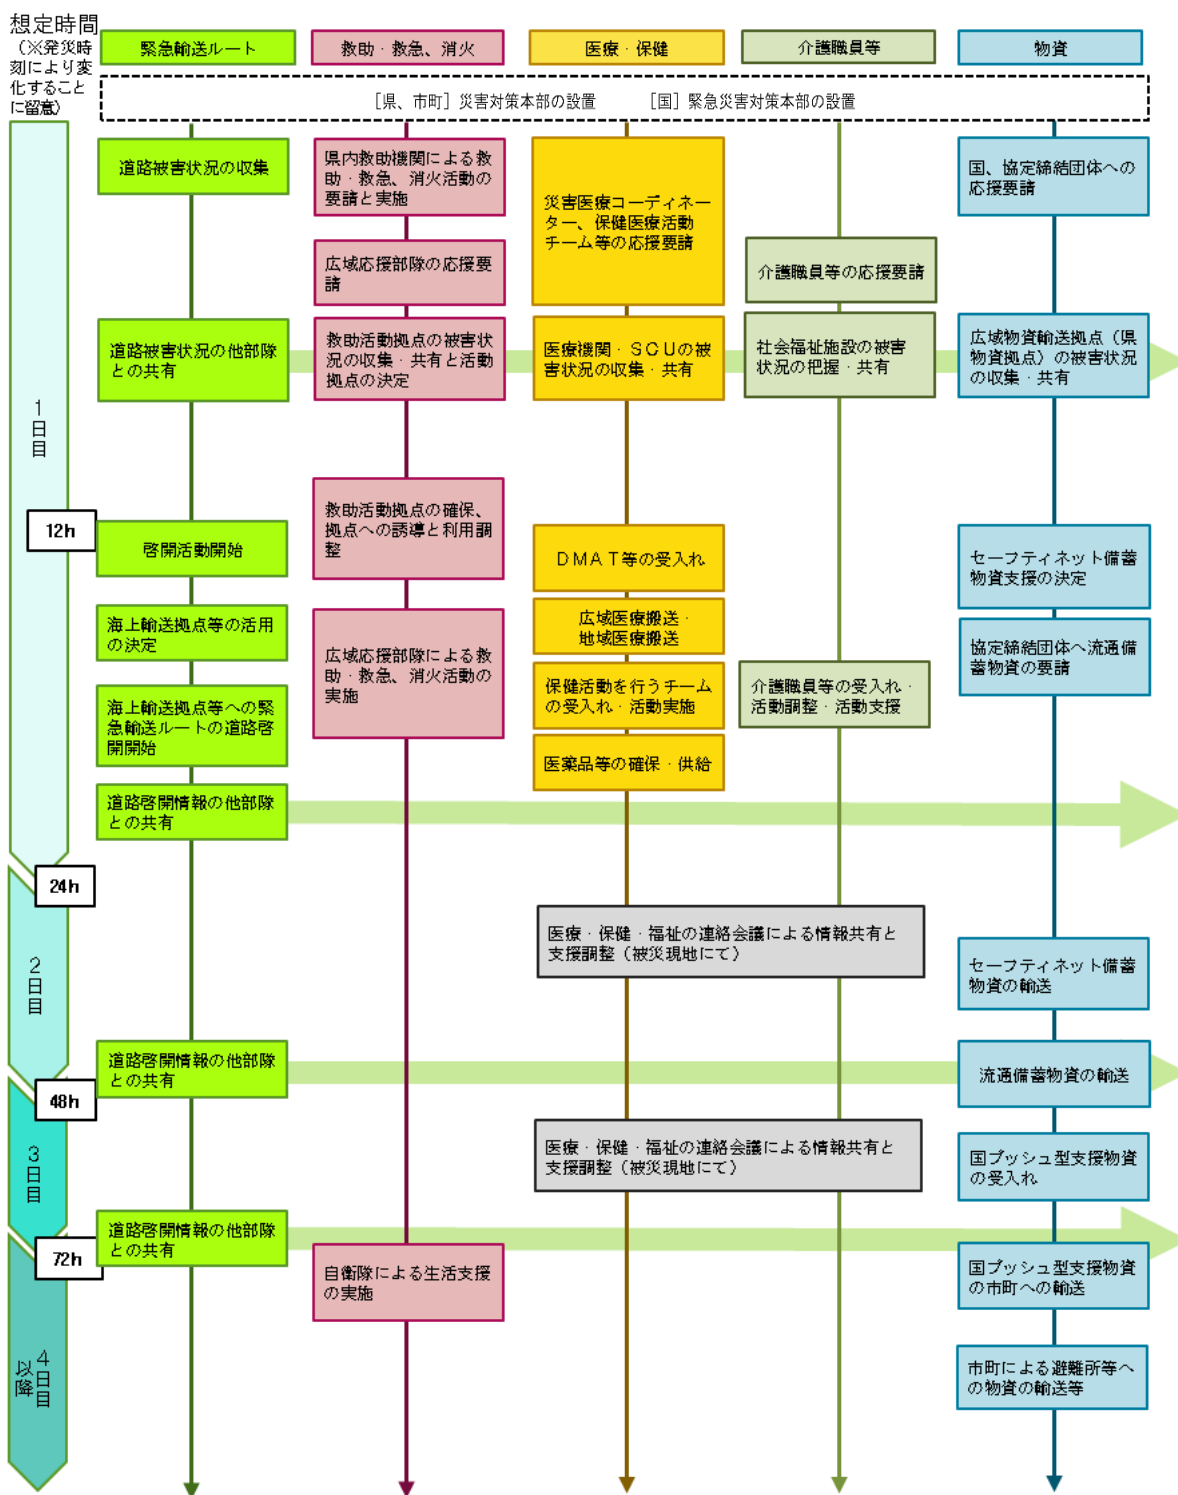 想定時間
(※発災時
刻により変
化すること
に留意)
緊急輸送ルート
救助・救急、消火
医療・保健
介護職員等
物資
[県、市町]災害対策本部の設置　　[国]緊急災害対策本部の設置
1日目
12h
24h
2日目
48h
3日目
72h
4日目
以降
道路被害状況の収集
道路被害状況の他部隊
との共有
啓開活動開始
海上輸送拠点等の活用
の決定
海上輸送拠点等への緊
急輸送ルートの道路啓
開開始
道路啓開情報の他部隊
との共有
道路啓開情報の他部隊
との共有
道路啓開情報の他部隊
との共有
県内救助機関による救
助・救急、消火活動の
要請と実施
広域応援部隊の応援要
請
救助活動拠点の被害状
況の収集・共有と活動
拠点の決定
救助活動拠点の確保、
拠点への誘導と利用調
整
広域応援部隊による救
助・救急、消火活動の
実施
自衛隊による生活支援
の実施
災害医療コーディネー
ター、保健医療活動
チーム等の応援要請
医療機関・SCUの被
害状況の収集・共有
DMAT等の受入れ
広域医療搬送・
地域医療搬送
保健活動を行うチーム
の受入れ・活動実施
医薬品等の確保・供給
医療・保健・福祉の連絡会議による情報共有と
支援調整(被災現地にて)
医療・保健・福祉の連絡会議による情報共有と
支援調整(被災現地にて)
介護職員等の応援要請
社会福祉施設の被害
状況の把握・共有
介護職員等の受入れ・
活動調整・活動支援
国、協定締結団体への
応援要請
広域物資輸送拠点(県
物資拠点)の被害状況
の収集・共有
セーフティネット備蓄
物資支援の決定
協定締結団体へ流通備
蓄物資の要請
セーフティネット備蓄
物資の輸送
流通備蓄物資の輸送
国プッシュ型支援物資
の受入れ
国プッシュ型支援物資
の市町への輸送
市町による避難所等へ
の物資の輸送等